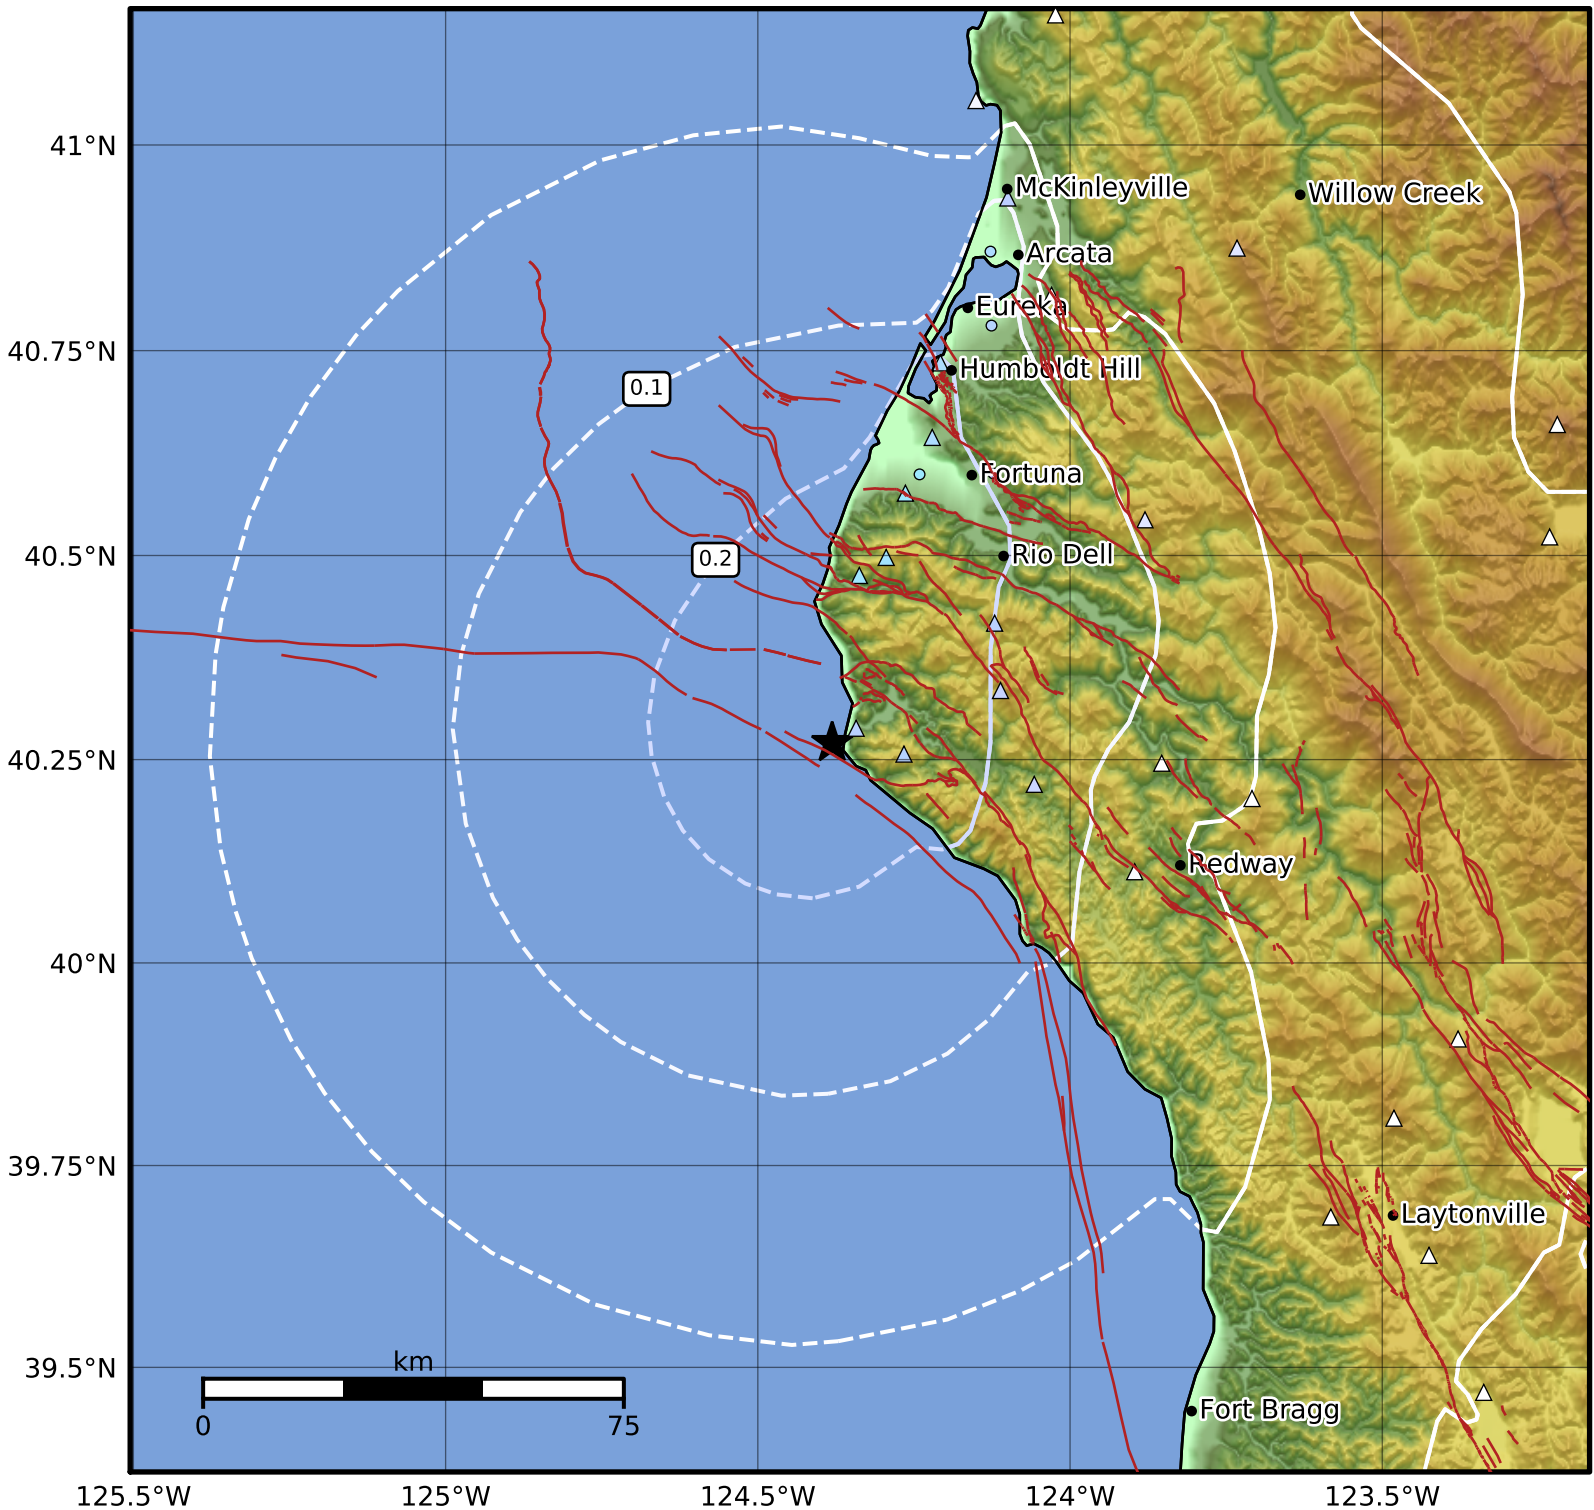 41°N
McKinleyville
Willow Creek
Arcata
Eureka
40.75°N
Humboldt Hill
0.1
Fortuna
40.5°N
0.2
Rio Dell
40.25°N
Redway
40°N
39.75°N
Laytonville
39.5°N
km
0
75
Fort Bragg
125.5°W
125°W
124.5°W
124°W
123.5°W